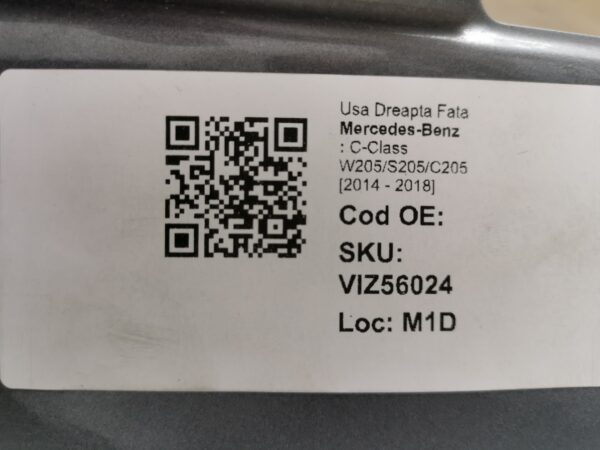 Usa Dreapta Fata
Mercedes-Benz
: C-Class
W205/S205/C205
[2014 - 2018]
Cod OE:
SKU:
VIZ56024
Loc: M1D